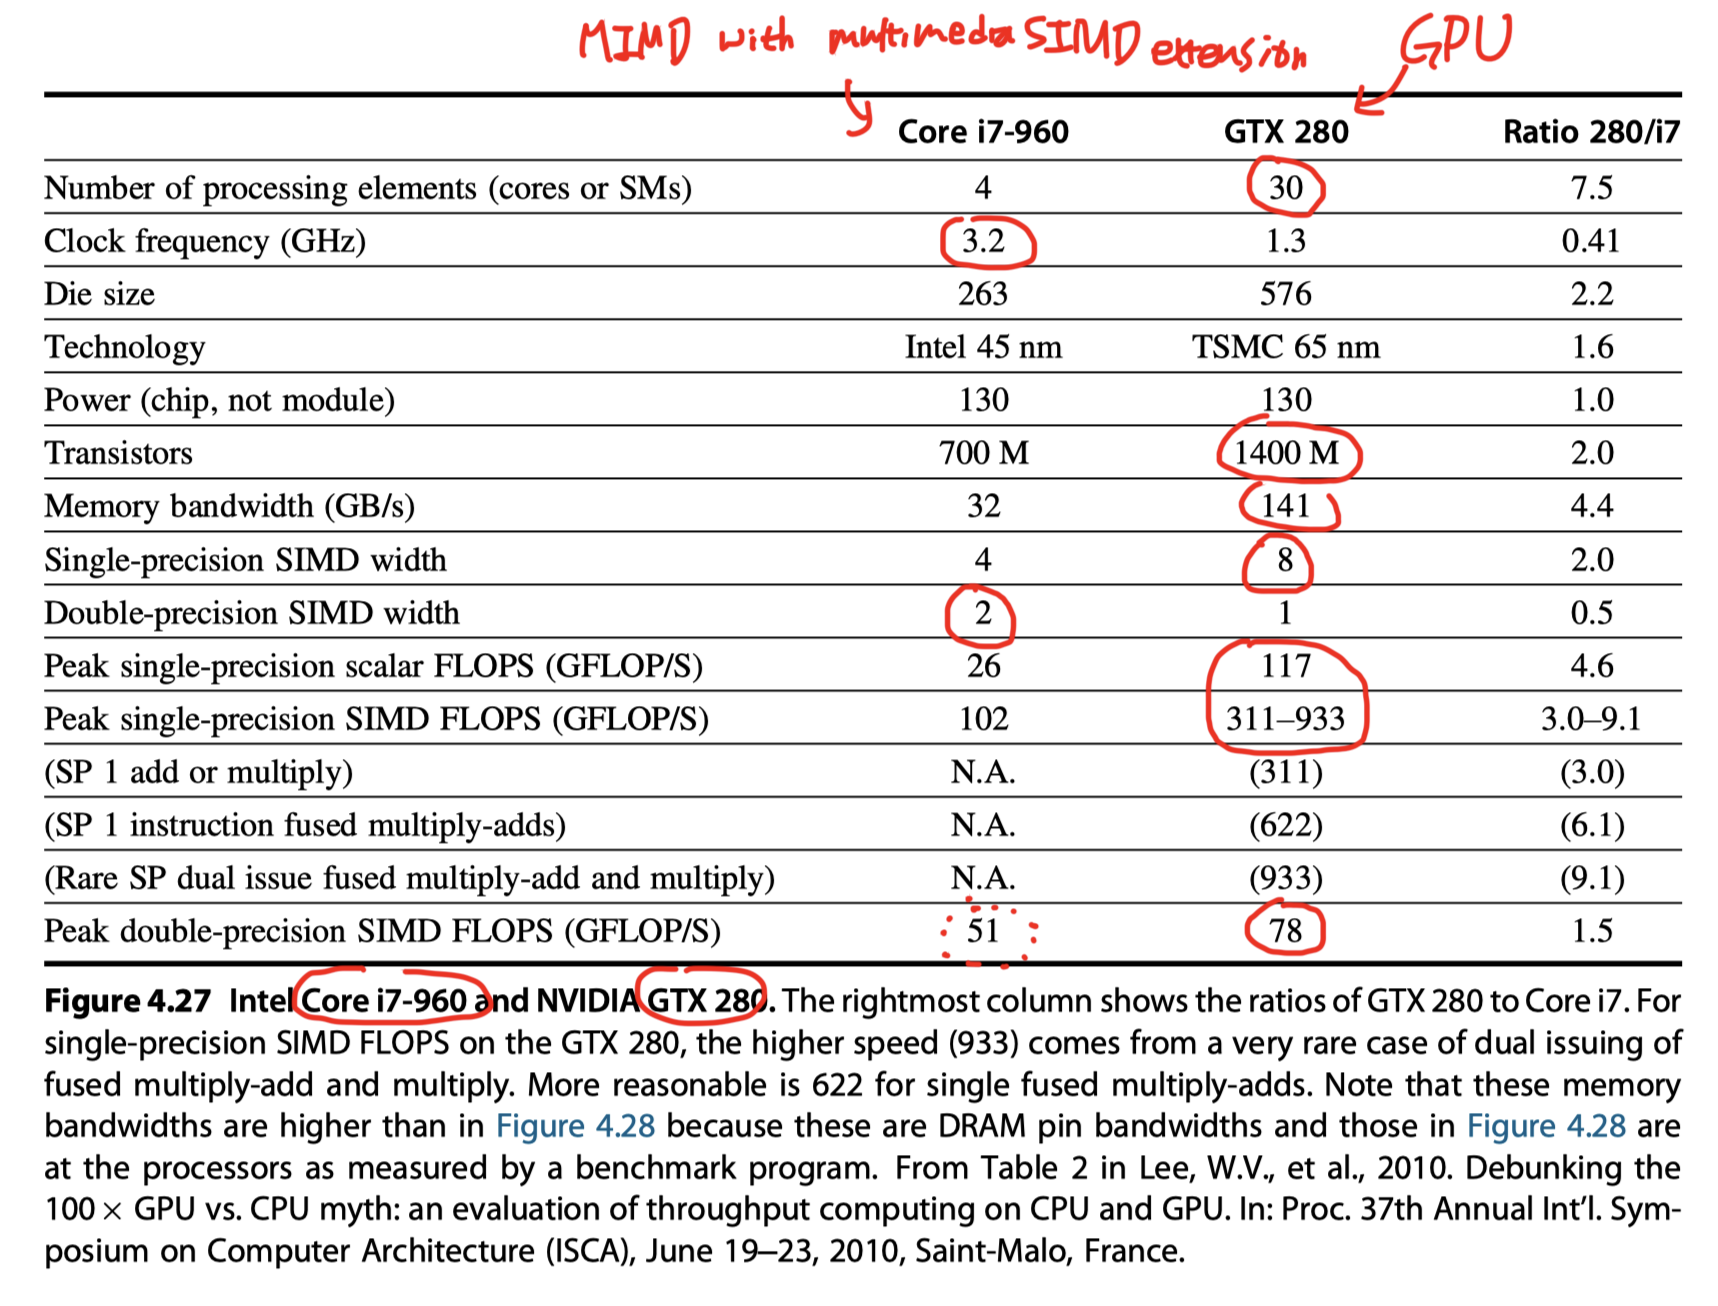 MIMD with multimedia SIMD extension GPU
Core i7-960 GTX 280 Ratio 280/i7
Number of processing elements (cores or SMs) 4 30 7.5
Clock frequency (GHz) 3.2 1.3 0.41
Die size 263 576 2.2
Technology Intel 45 nm TSMC 65 nm 1.6
Power (chip, not module) 130 130 1.0
Transistors 700 M 1400 M 2.0
Memory bandwidth (GB/s) 32 141 4.4
Single-precision SIMD width 4 8 2.0
Double-precision SIMD width 2 1 0.5
Peak single-precision scalar FLOPS (GFLOP/S) 26 117 4.6
Peak single-precision SIMD FLOPS (GFLOP/S) 102 311–933 3.0–9.1
(SP 1 add or multiply) N.A. (311) (3.0)
(SP 1 instruction fused multiply-adds) N.A. (622) (6.1)
(Rare SP dual issue fused multiply-add and multiply) N.A. (933) (9.1)
Peak double-precision SIMD FLOPS (GFLOP/S) 51 78 1.5
Figure 4.27 Intel Core i7-960 and NVIDIA GTX 280. The rightmost column shows the ratios of GTX 280 to Core i7. For
single-precision SIMD FLOPS on the GTX 280, the higher speed (933) comes from a very rare case of dual issuing of
fused multiply-add and multiply. More reasonable is 622 for single fused multiply-adds. Note that these memory
bandwidths are higher than in Figure 4.28 because these are DRAM pin bandwidths and those in Figure 4.28 are
at the processors as measured by a benchmark program. From Table 2 in Lee, W.V., et al., 2010. Debunking the
100 × GPU vs. CPU myth: an evaluation of throughput computing on CPU and GPU. In: Proc. 37th Annual Int'l. Sym-
posium on Computer Architecture (ISCA), June 19–23, 2010, Saint-Malo, France.